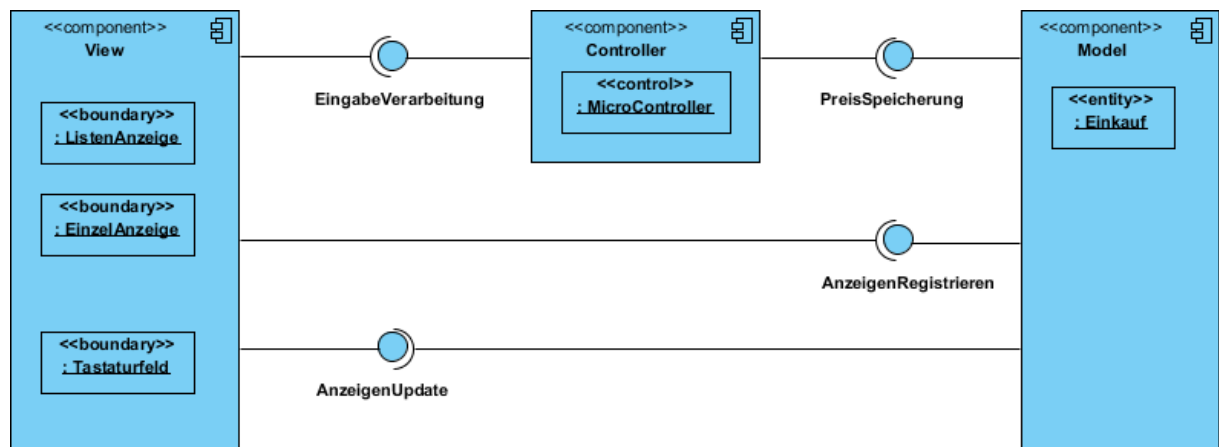 <<component>>
View
<<boundary>>
: ListenAnzeige
<<boundary>>
: EinzelAnzeige
<<boundary>>
: Tastaturfeld
EingabeVerarbeitung
<<component>>
Controller
<<control>>
: MicroController
PreisSpeicherung
AnzeigenRegistrieren
AnzeigenUpdate
<<component>>
Model
<<entity>>
: Einkauf